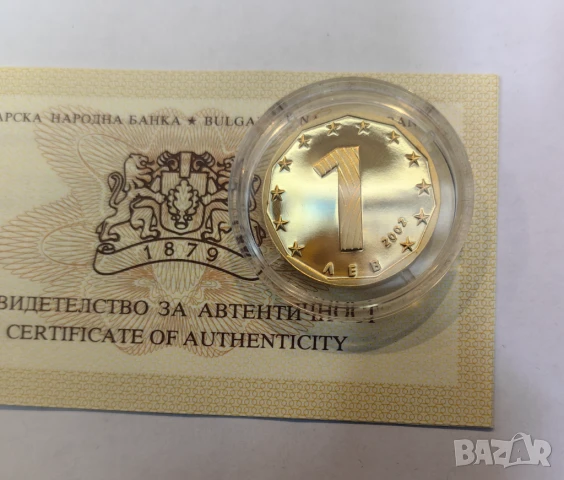 АРСКА НАРОДНА БАНКА ★ BULGA
1879
ВИДЕТЕЛСТВО ЗА АВТЕНТИЧНОСТ
CERTIFICATE OF AUTHENTICITY
1
ЛЕВ
2002
BAZAR